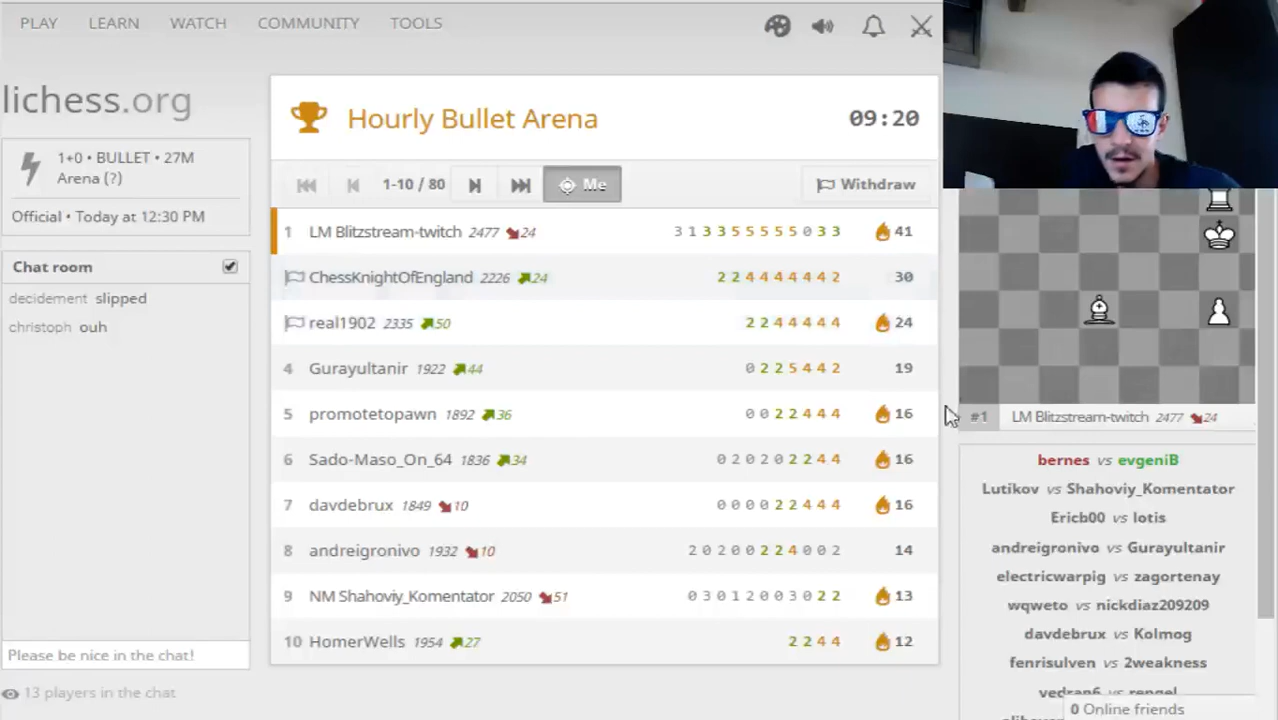 PLAY LEARN WATCH COMMUNITY TOOLS
lichess.org
1+0 • BULLET • 27M
Arena (?)
Official • Today at 12:30 PM
Chat room
decidement slipped
christoph ouh
Please be nice in the chat!
13 players in the chat
Hourly Bullet Arena 09:20
1-10 / 80 Me Withdraw
1 LM Blitzstream-twitch 2477 24 3 1 3 3 5 5 5 5 5 0 3 3 41
ChessKnightOfEngland 2226 24 2 2 4 4 4 4 4 4 2 30
real1902 2335 50 2 2 4 4 4 4 4 24
4 Gurayultanir 1922 44 0 2 2 5 4 4 2 19
5 promotetopawn 1892 36 0 0 2 2 4 4 4 16
6 Sado-Maso_On_64 1836 34 0 2 0 2 0 2 2 4 4 16
7 davdebrux 1849 10 0 0 0 0 2 2 4 4 4 16
8 andreigronivo 1932 10 2 0 2 0 0 2 2 4 0 0 2 14
9 NM Shahoviy_Komentator 2050 51 0 3 0 1 2 0 0 3 0 2 2 13
10 HomerWells 1954 27 2 2 4 4 12
#1 LM Blitzstream-twitch 2477 24
bernes vs evgeniB
Lutikov vs Shahoviy_Komentator
Ericb00 vs lotis
andreigronivo vs Gurayultanir
electricwarpig vs zagortenay
wqweto vs nickdiaz209209
davdebrux vs Kolmog
fenrisulven vs 2weakness
vedran6 vs rengel
0 Online friends